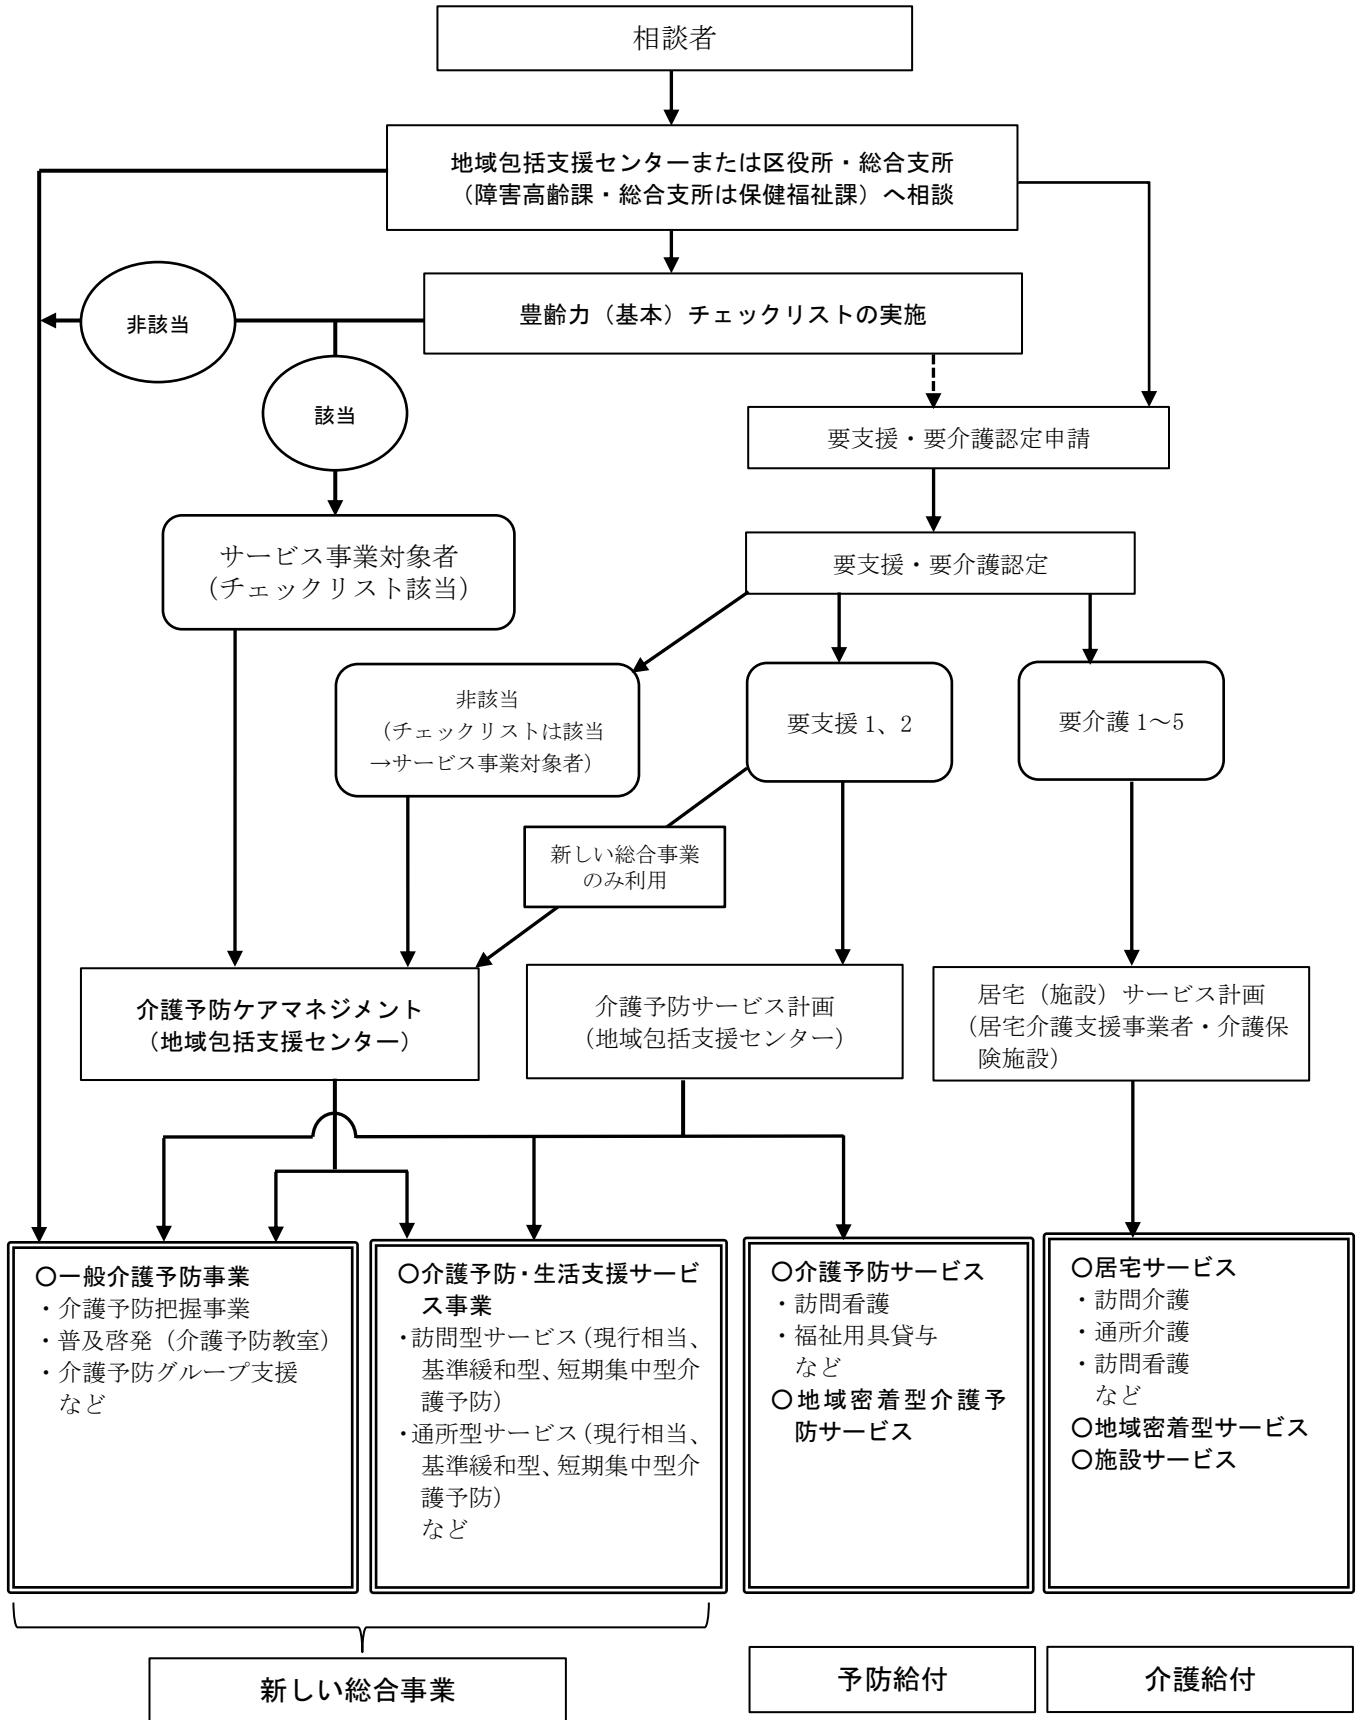 相談者
地域包括支援センターまたは区役所・総合支所
（障害高齢課・総合支所は保健福祉課）へ相談
豊齢力（基本）チェックリストの実施
非該当
該当
要支援・要介護認定申請
サービス事業対象者
（チェックリスト該当）
要支援・要介護認定
非該当
（チェックリストは該当
→サービス事業対象者）
要支援 1、2
要介護 1～5
新しい総合事業
のみ利用
介護予防ケアマネジメント
（地域包括支援センター）
介護予防サービス計画
（地域包括支援センター）
居宅（施設）サービス計画
（居宅介護支援事業者・介護保
険施設）
〇一般介護予防事業
・介護予防把握事業
・普及啓発（介護予防教室）
・介護予防グループ支援
など
〇介護予防・生活支援サービ
ス事業
・訪問型サービス（現行相当、
基準緩和型、短期集中型介
護予防）
・通所型サービス（現行相当、
基準緩和型、短期集中型介
護予防）
など
〇介護予防サービス
・訪問看護
・福祉用具貸与
など
〇地域密着型介護予
防サービス
〇居宅サービス
・訪問介護
・通所介護
・訪問看護
など
〇地域密着型サービス
〇施設サービス
新しい総合事業
予防給付
介護給付